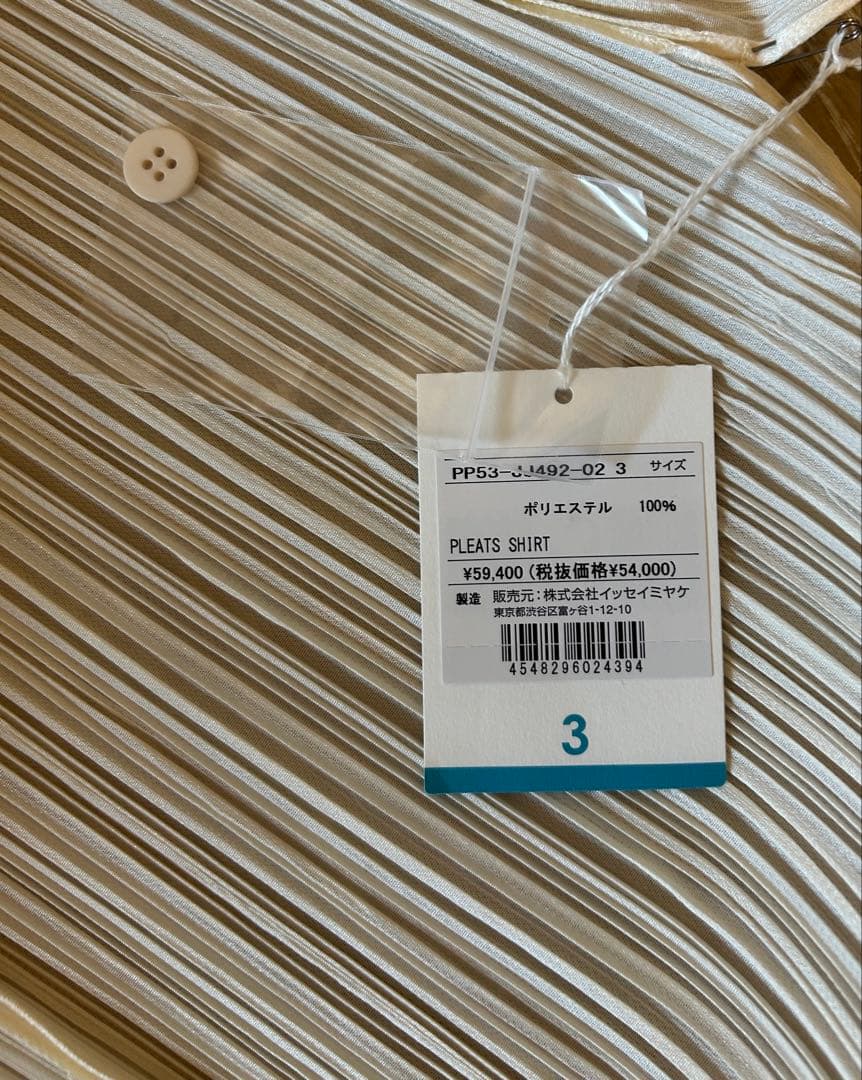 PP53-JJ492-02 3 サイズ
ポリエステル 100%
PLEATS SHIRT
¥59,400 (税抜価格¥54,000)
製造 販売元:株式会社イッセイミヤケ
東京都渋谷区富ヶ谷1-12-10
4548296024394
3